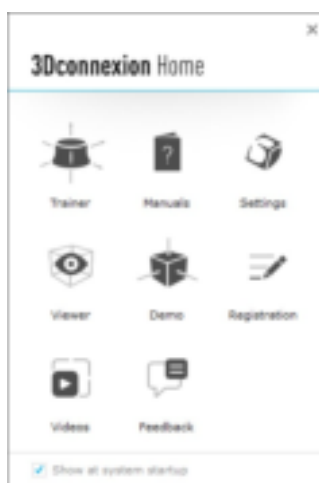 3Dconnexion Home
Trainer Manuals Settings
?
Viewer Demo Registration
Videos Feedback
Show at system startup